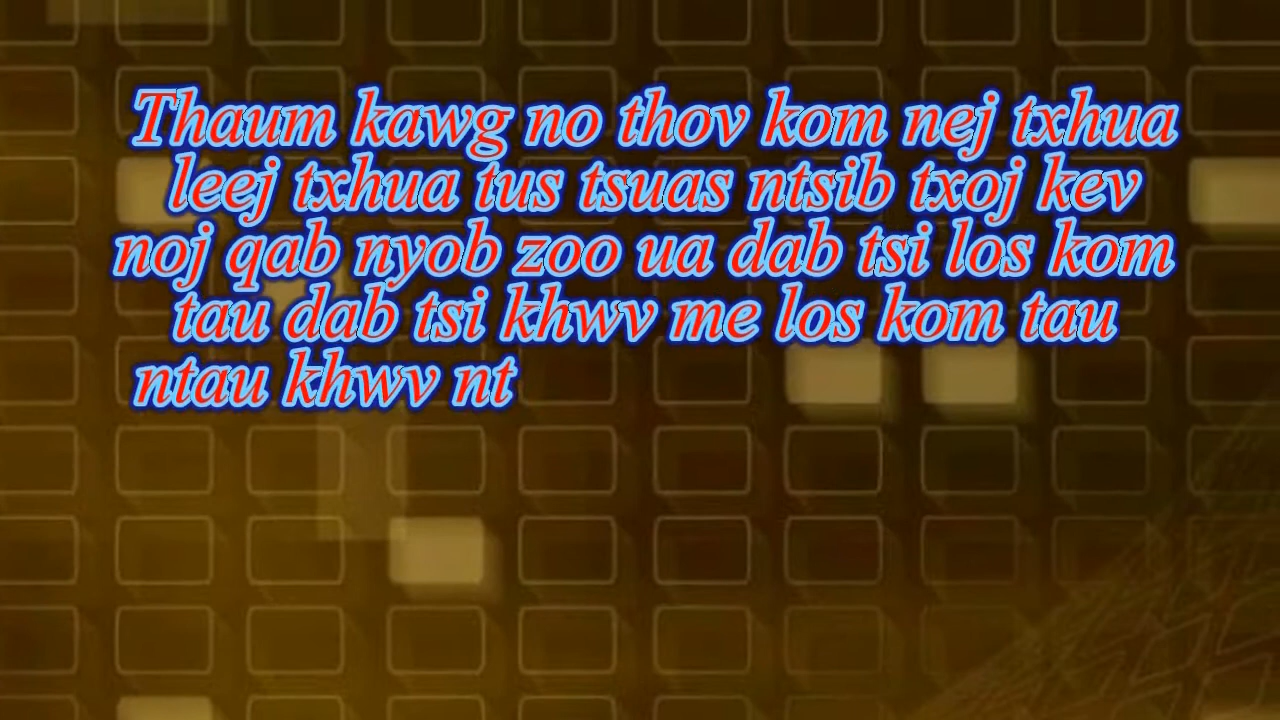 Thaum kawg no thov kom nej txhua
leej txhua tus tsuas ntsib txoj kev
noj qab nyob zoo ua dab tsi los kom
tau dab tsi khwv me los kom tau
ntau khwv nt